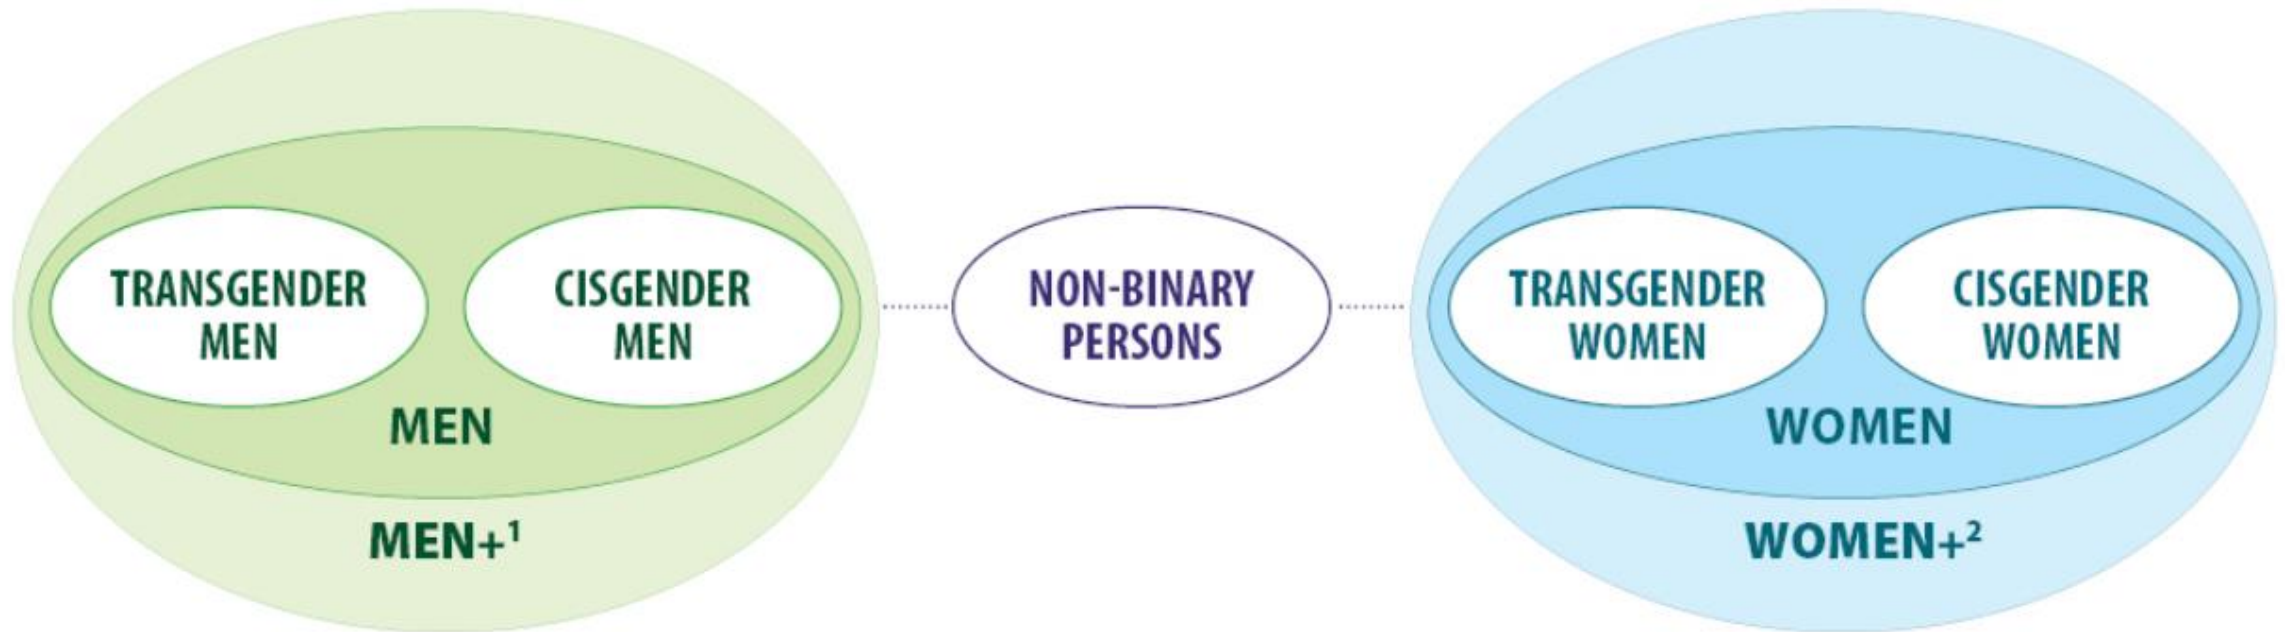 TRANSGENDER
MEN
CISGENDER
MEN
MEN
MEN+¹
NON-BINARY
PERSONS
TRANSGENDER
WOMEN
CISGENDER
WOMEN
WOMEN
WOMEN+²